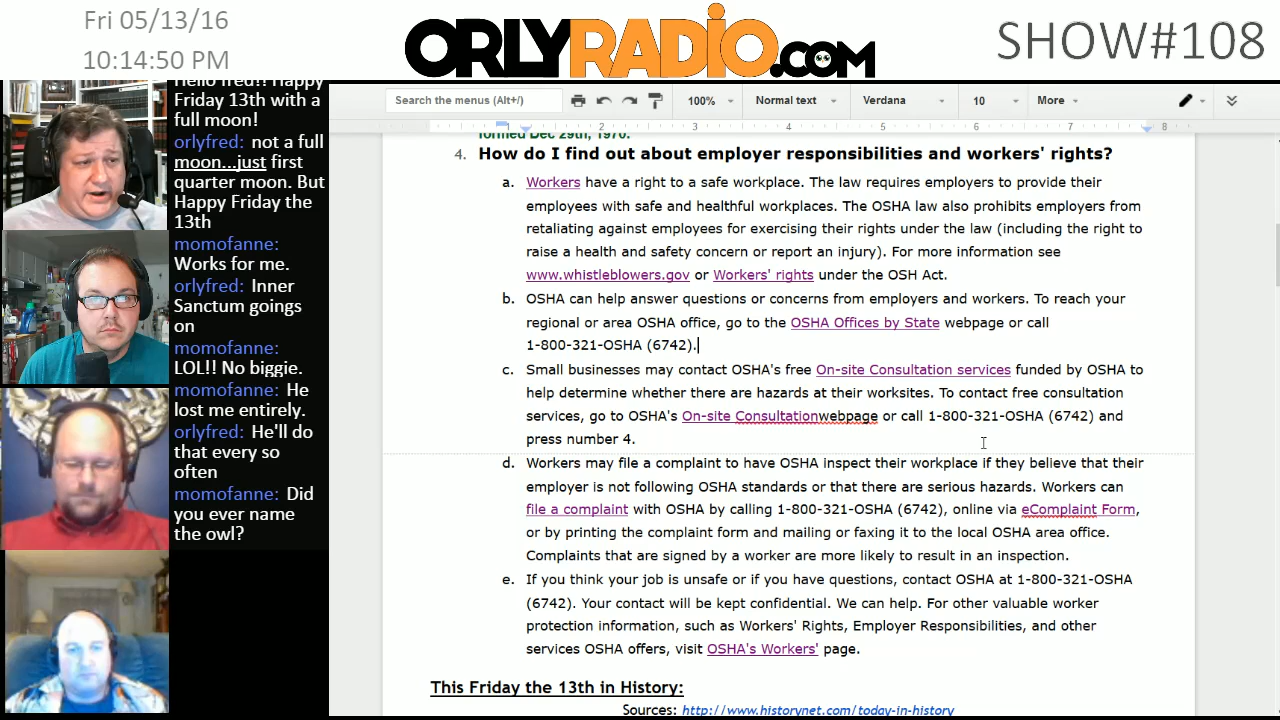 Fri 05/13/16
10:14:50 PM
ORLYRADIO.COM
SHOW#108
Hello fred!! Happy
Friday 13th with a
full moon!
orlyfred: not a full
moon...just first
quarter moon. But
Happy Friday the
13th
momofanne:
Works for me.
orlyfred: Inner
Sanctum goings
on
momofanne:
LOL!! No biggie.
momofanne: He
lost me entirely.
orlyfred: He'll do
that every so
often
momofanne: Did
you ever name
the owl?
Search the menus (Alt+/)
100%
Normal text
Verdana
10
More
2 3 4 5 6 7 8
formed Dec 29th, 1970.
4. How do I find out about employer responsibilities and workers' rights?
a. Workers have a right to a safe workplace. The law requires employers to provide their
employees with safe and healthful workplaces. The OSHA law also prohibits employers from
retaliating against employees for exercising their rights under the law (including the right to
raise a health and safety concern or report an injury). For more information see
www.whistleblowers.gov or Workers' rights under the OSH Act.
b. OSHA can help answer questions or concerns from employers and workers. To reach your
regional or area OSHA office, go to the OSHA Offices by State webpage or call
1-800-321-OSHA (6742).
c. Small businesses may contact OSHA's free On-site Consultation services funded by OSHA to
help determine whether there are hazards at their worksites. To contact free consultation
services, go to OSHA's On-site Consultationwebpage or call 1-800-321-OSHA (6742) and
press number 4.
d. Workers may file a complaint to have OSHA inspect their workplace if they believe that their
employer is not following OSHA standards or that there are serious hazards. Workers can
file a complaint with OSHA by calling 1-800-321-OSHA (6742), online via eComplaint Form,
or by printing the complaint form and mailing or faxing it to the local OSHA area office.
Complaints that are signed by a worker are more likely to result in an inspection.
e. If you think your job is unsafe or if you have questions, contact OSHA at 1-800-321-OSHA
(6742). Your contact will be kept confidential. We can help. For other valuable worker
protection information, such as Workers' Rights, Employer Responsibilities, and other
services OSHA offers, visit OSHA's Workers' page.
This Friday the 13th in History:
Sources: http://www.historynet.com/today-in-history